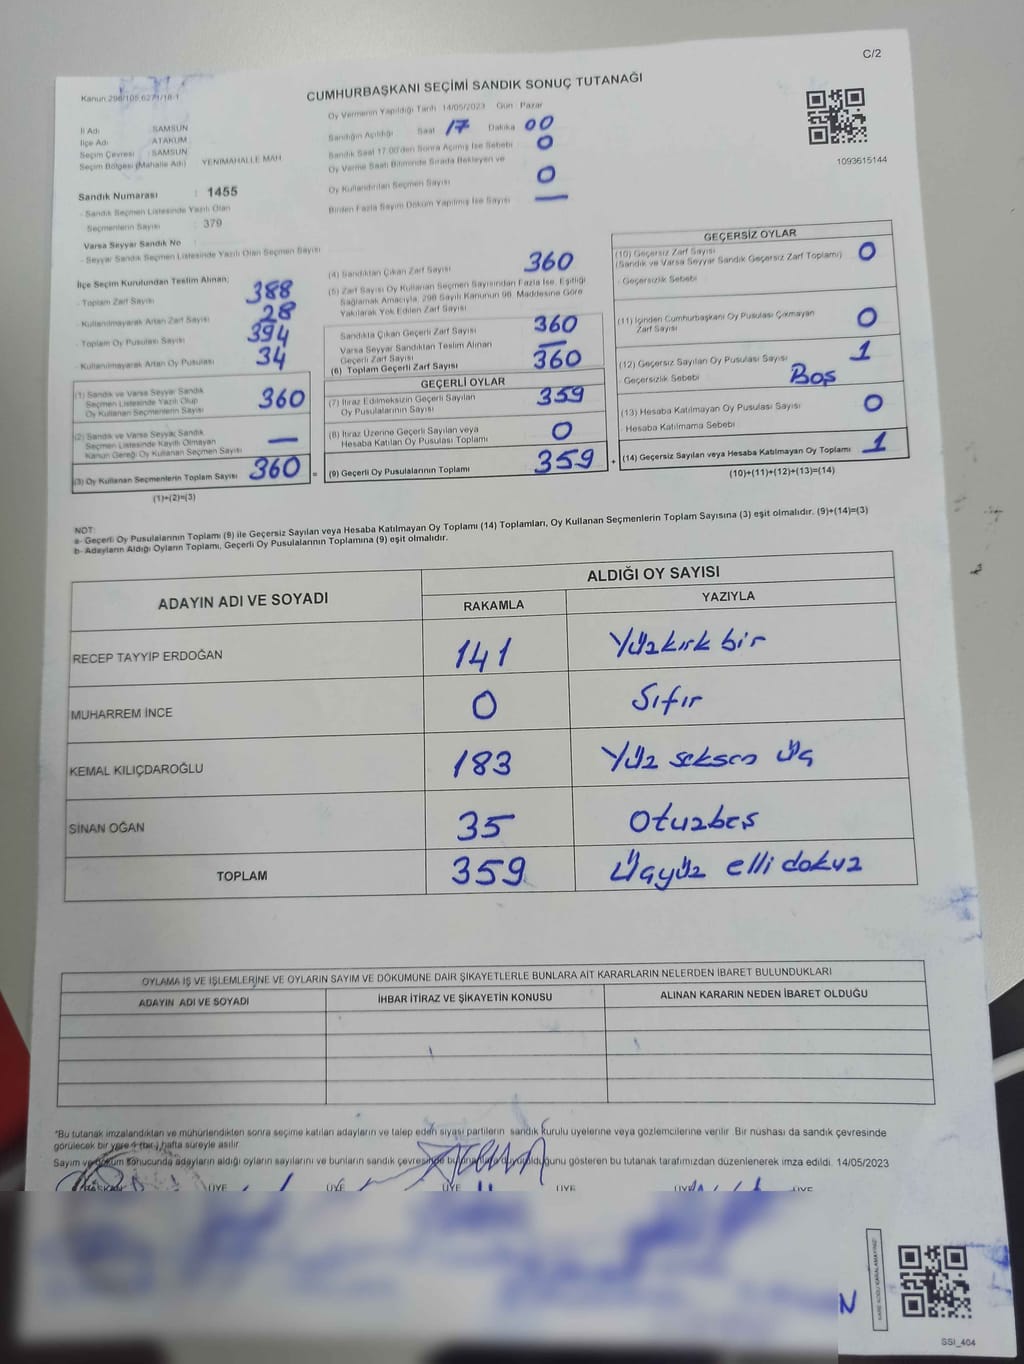 C/2
Kanun 298/105,6271/18-1
CUMHURBAŞKANI SEÇİMİ SANDIK SONUÇ TUTANAĞI
İl Adı : SAMSUN
İlçe Adı : ATAKUM
Seçim Çevresi : SAMSUN
Seçim Bölgesi (Mahalle Adı) : YENİMAHALLE MAH
Sandık Numarası : 1455
- Sandık Seçmen Listesinde Yazılı Olan
Seçmenlerin Sayısı : 379
Varsa Seyyar Sandık No :
- Seyyar Sandık Seçmen Listesinde Yazılı Olan Seçmen Sayısı
Oy Vermenin Yapıldığı Tarih 14/05/2023 Gün : Pazar
Sandığın Açıldığı Saat 17 Dakika 00
Sandık Saat 17:00'den Sonra Açılmış İse Sebebi 0
Oy Verme Saati Bitiminde Sırada Bekleyen ve
Oy Kullandırılan Seçmen Sayısı 0
Birden Fazla Sayım Döküm Yapılmış İse Sayısı —
1093615144
İlçe Seçim Kurulundan Teslim Alınan;
- Toplam Zarf Sayısı 388
- Kullanılmayarak Artan Zarf Sayısı 28
- Toplam Oy Pusulası Sayısı 394
- Kullanılmayarak Artan Oy Pusulası 34
(1) Sandık ve Varsa Seyyar Sandık
Seçmen Listesinde Yazılı Olup
Oy Kullanan Seçmenlerin Sayısı 360
(2) Sandık ve Varsa Seyyar Sandık
Seçmen Listesinde Kayıtlı Olmayan
Kanun Gereği Oy Kullanan Seçmen Sayısı —
(3) Oy Kullanan Seçmenlerin Toplam Sayısı 360 =
(1)+(2)=(3)
(4) Sandıktan Çıkan Zarf Sayısı 360
(5) Zarf Sayısı Oy Kullanan Seçmen Sayısından Fazla İse, Eşitliği
Sağlamak Amacıyla, 298 Sayılı Kanunun 98. Maddesine Göre
Yakılarak Yok Edilen Zarf Sayısı
Sandıkta Çıkan Geçerli Zarf Sayısı 360
Varsa Seyyar Sandıktan Teslim Alınan
Geçerli Zarf Sayısı —
(6) Toplam Geçerli Zarf Sayısı 360
GEÇERLİ OYLAR
(7) İtiraz Edilmeksizin Geçerli Sayılan
Oy Pusulalarının Sayısı 359
(8) İtiraz Üzerine Geçerli Sayılan veya
Hesaba Katılan Oy Pusulası Toplamı 0
(9) Geçerli Oy Pusulalarının Toplamı 359 +
GEÇERSİZ OYLAR
(10) Geçersiz Zarf Sayısı
(Sandık ve Varsa Seyyar Sandık Geçersiz Zarf Toplamı) 0
Geçersizlik Sebebi
(11) İçinden Cumhurbaşkanı Oy Pusulası Çıkmayan
Zarf Sayısı 0
(12) Geçersiz Sayılan Oy Pusulası Sayısı 1
Geçersizlik Sebebi Boş
(13) Hesaba Katılmayan Oy Pusulası Sayısı 0
Hesaba Katılmama Sebebi
(14) Geçersiz Sayılan veya Hesaba Katılmayan Oy Toplamı 1
(10)+(11)+(12)+(13)=(14)
NOT:
a- Geçerli Oy Pusulalarının Toplamı (9) ile Geçersiz Sayılan veya Hesaba Katılmayan Oy Toplamı (14) Toplamları, Oy Kullanan Seçmenlerin Toplam Sayısına (3) eşit olmalıdır. (9)+(14)=(3)
b- Adayların Aldığı Oyların Toplamı, Geçerli Oy Pusulalarının Toplamına (9) eşit olmalıdır.
ADAYIN ADI VE SOYADI
ALDIĞI OY SAYISI
RAKAMLA YAZIYLA
RECEP TAYYİP ERDOĞAN 141 Yüzkırk bir
MUHARREM İNCE 0 Sıfır
KEMAL KILIÇDAROĞLU 183 Yüz seksen üç
SİNAN OĞAN 35 Otuzbeş
TOPLAM 359 Üçyüz elli dokuz
OYLAMA İŞ VE İŞLEMLERİNE VE OYLARIN SAYIM VE DÖKÜMÜNE DAİR ŞİKAYETLERLE BUNLARA AİT KARARLARIN NELERDEN İBARET BULUNDUKLARI
ADAYIN ADI VE SOYADI İHBAR İTİRAZ VE ŞİKAYETİN KONUSU ALINAN KARARIN NEDEN İBARET OLDUĞU
*Bu tutanak imzalandıktan ve mühürlendikten sonra seçime katılan adayların ve talep eden siyasi partilerin sandık kurulu üyelerine veya gözlemcilerine verilir. Bir nüshası da sandık çevresinde
görülecek bir yere 1 (bir) hafta süreyle asılır.
Sayım ve döküm sonucunda adayların aldığı oyların sayılarını ve bunların sandık çevresinde duyurulduğunu gösteren bu tutanak tarafımızdan düzenlenerek imza edildi. 14/05/2023
BAŞKAN ÜYE ÜYE ÜYE ÜYE ÜYE ÜYE
N
SSI_404